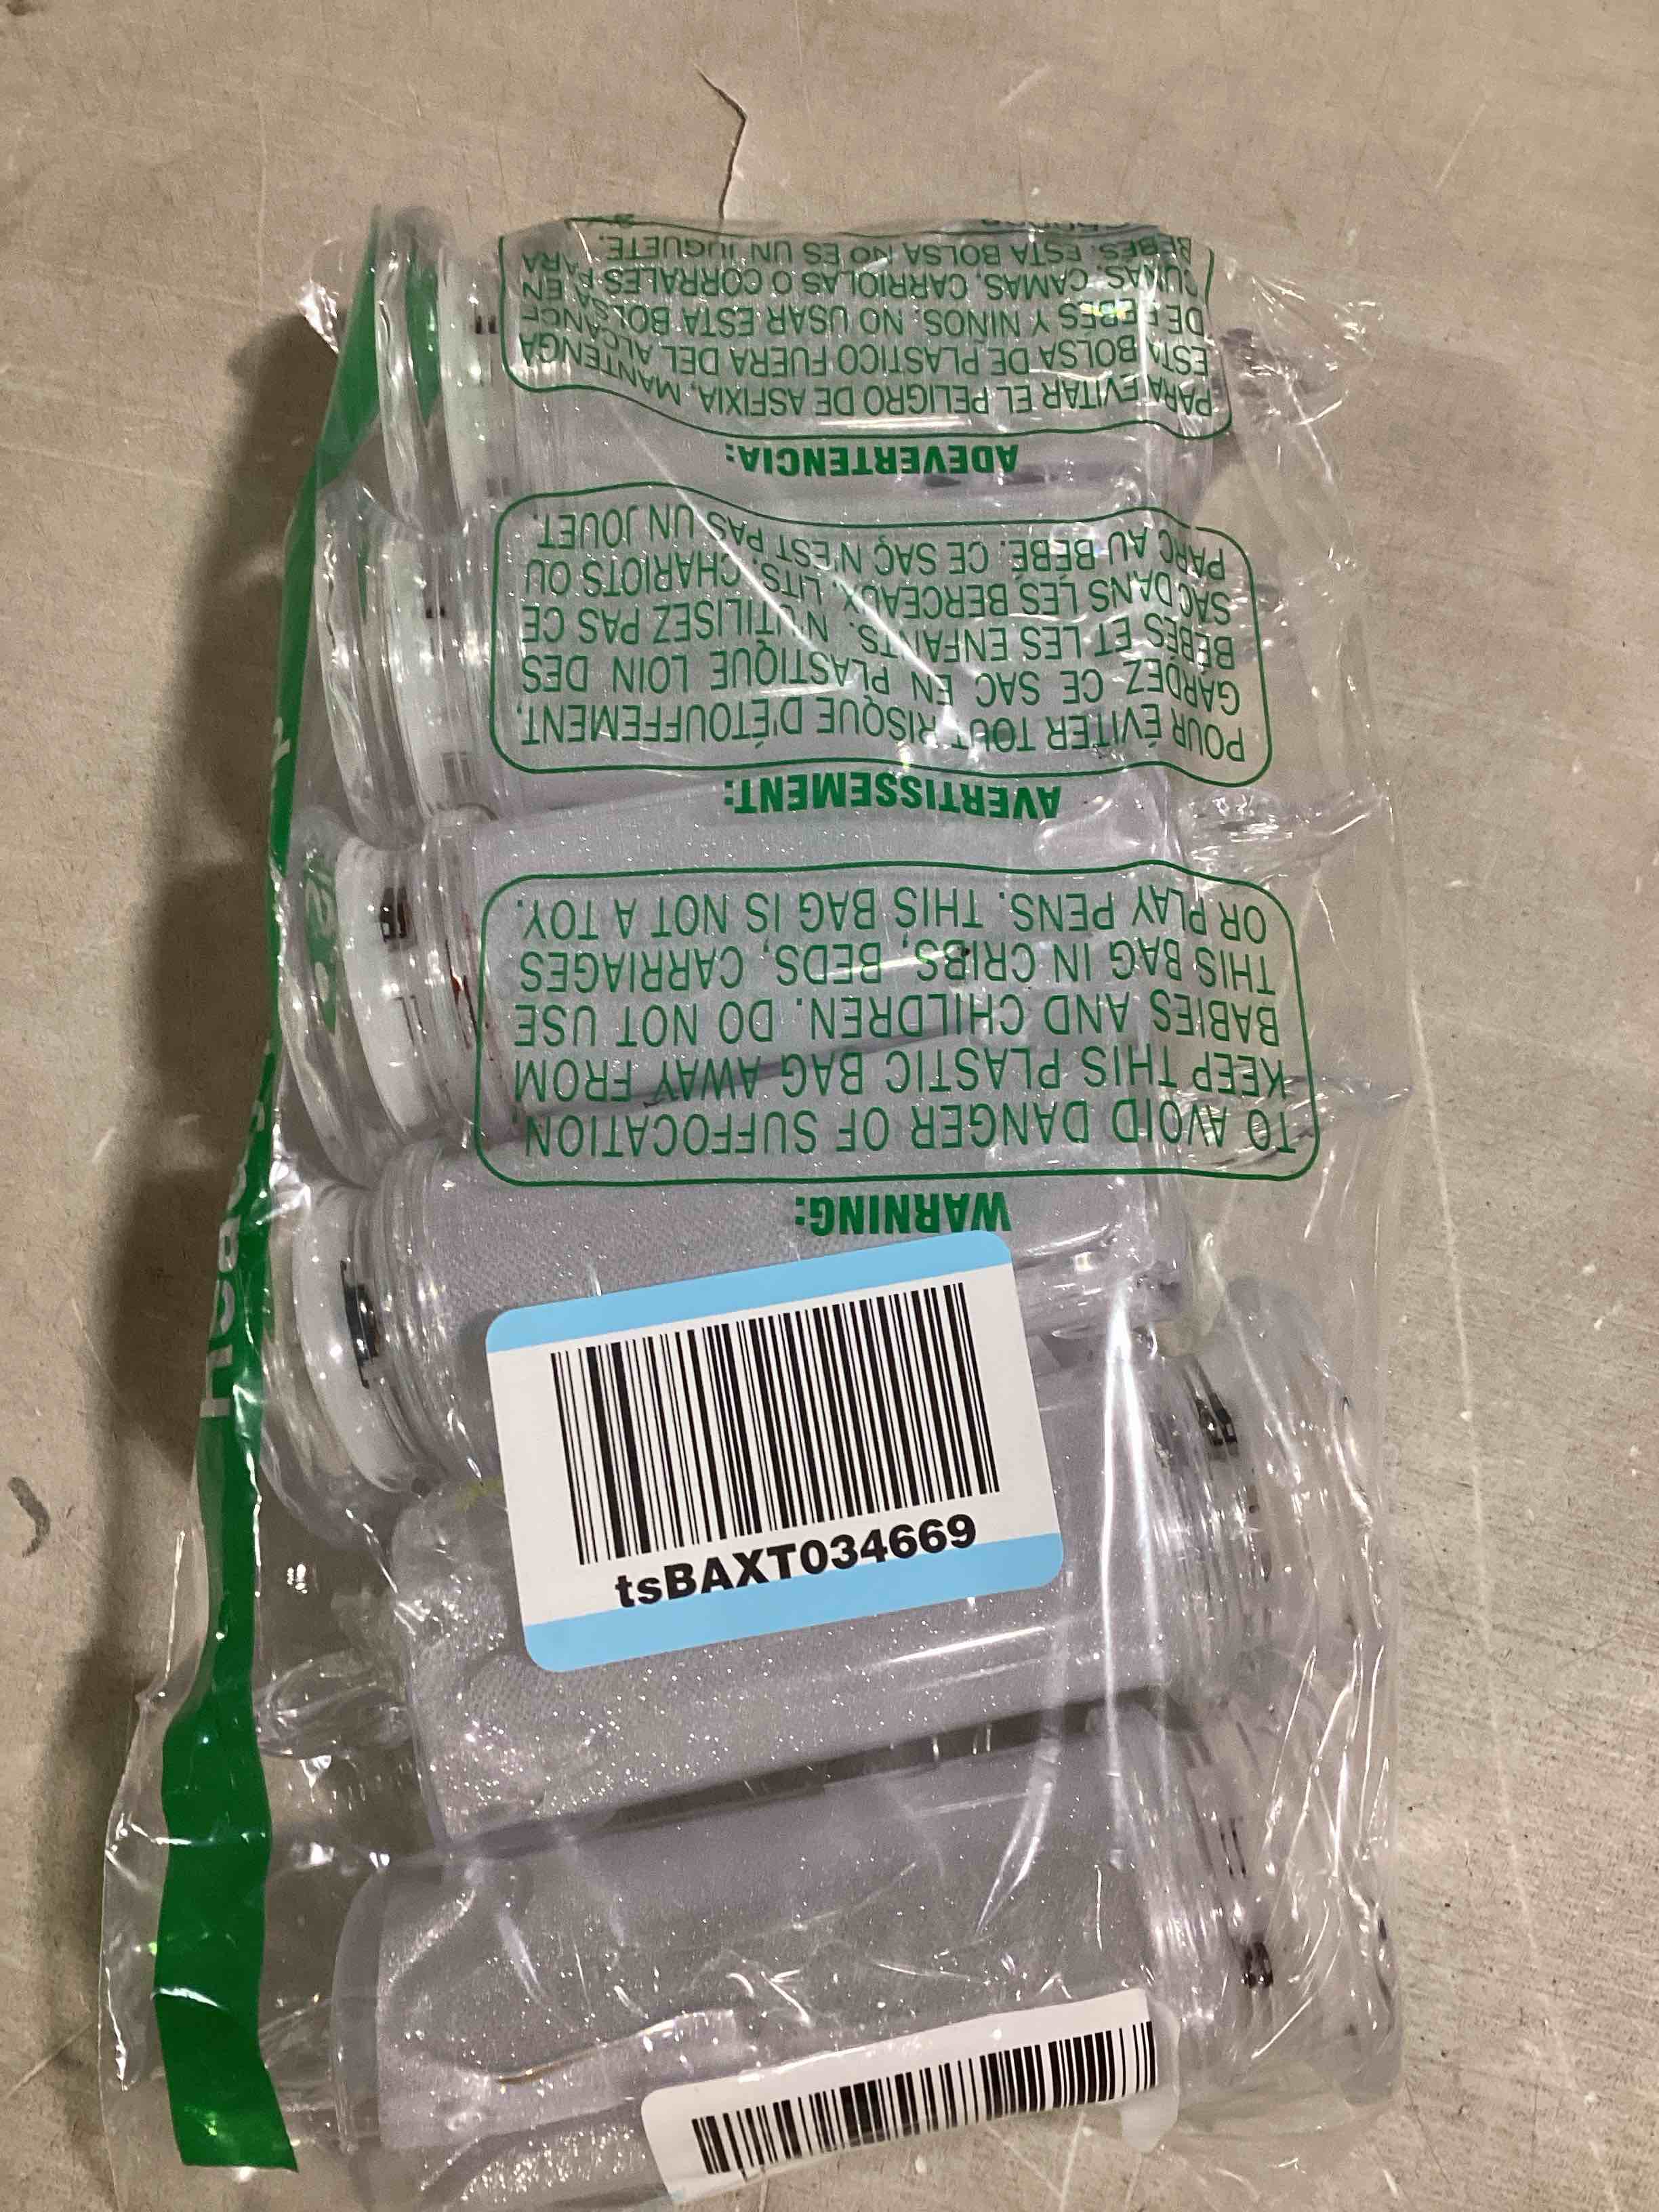 WARNING:
TO AVOID DANGER OF SUFFOCATION
KEEP THIS PLASTIC BAG AWAY FROM
BABIES AND CHILDREN. DO NOT USE
THIS BAG IN CRIBS, BEDS, CARRIAGES
OR PLAY PENS. THIS BAG IS NOT A TOY.
AVERTISSEMENT:
POUR ÉVITER TOUT RISQUE D'ÉTOUFFEMENT,
GARDEZ CE SAC EN PLASTIQUE LOIN DES
BÉBÉS ET LES ENFANTS. N'UTILISEZ PAS CE
SAC DANS LES BERCEAUX, LITS, CHARIOTS OU
PARC AU BÉBÉ. CE SAC N'EST PAS UN JOUET.
ADEVERTENCIA:
PARA EVITAR EL PELIGRO DE ASFIXIA, MANTENGA
ESTA BOLSA DE PLASTICO FUERA DEL ALCANCE
DE BEBES Y NINOS. NO USAR ESTA BOLSA EN
CUNAS, CAMAS, CARRIOLAS O CORRALES PARA
BEBES. ESTA BOLSA NO ES UN JUGUETE.
tsBAXT034669